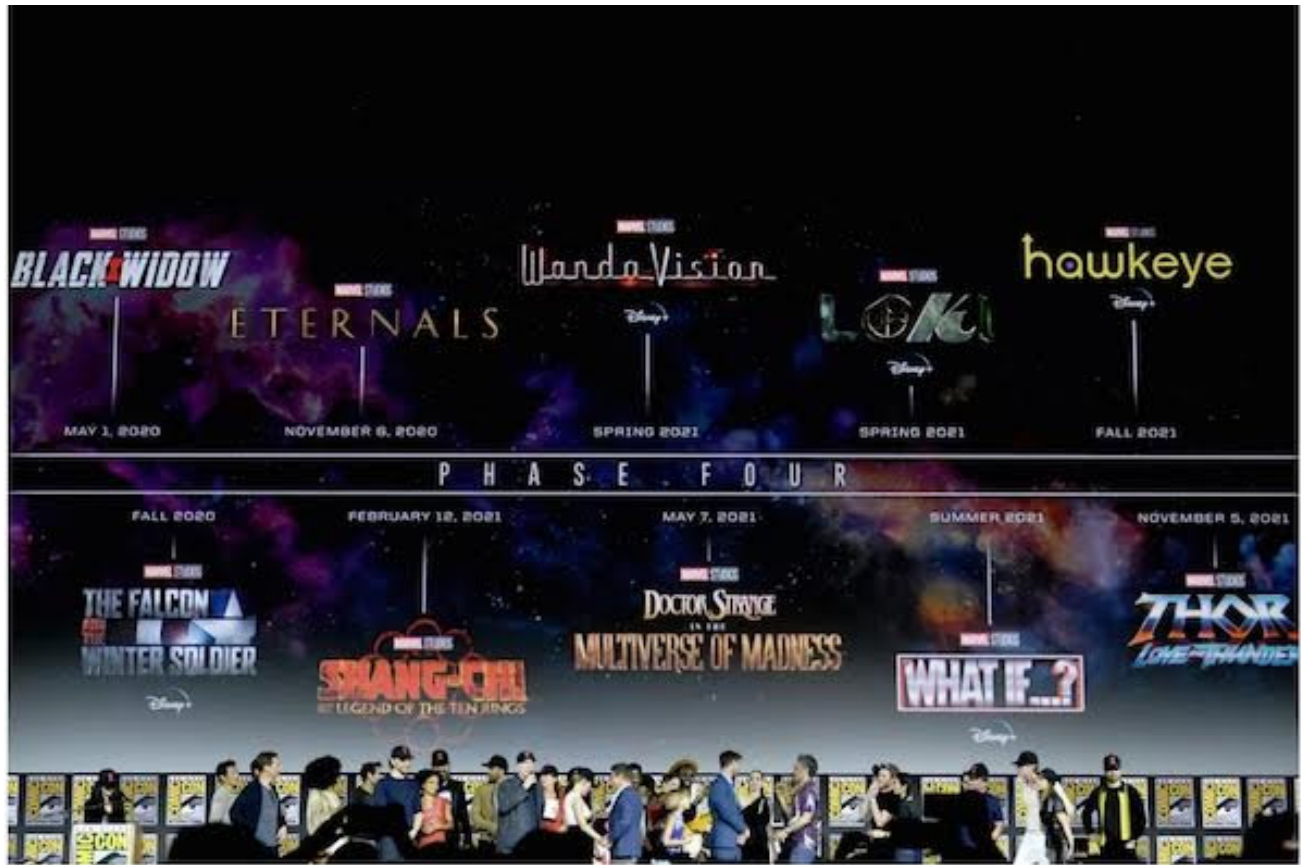 MARVEL STUDIOS
BLACK WIDOW
MAY 1, 2020
MARVEL STUDIOS
ETERNALS
NOVEMBER 6, 2020
MARVEL STUDIOS
WandaVision
Disney+
SPRING 2021
MARVEL STUDIOS
LOKI
Disney+
SPRING 2021
MARVEL STUDIOS
hawkeye
Disney+
FALL 2021
PHASE FOUR
FALL 2020
MARVEL STUDIOS
THE FALCON
AND THE
WINTER SOLDIER
Disney+
FEBRUARY 12, 2021
MARVEL STUDIOS
SHANG-CHI
AND THE LEGEND OF THE TEN RINGS
MAY 7, 2021
MARVEL STUDIOS
DOCTOR STRANGE
IN THE
MULTIVERSE OF MADNESS
SUMMER 2021
MARVEL STUDIOS
WHAT IF...?
Disney+
NOVEMBER 5, 2021
MARVEL STUDIOS
THOR
LOVE AND THUNDER
COMIC CON